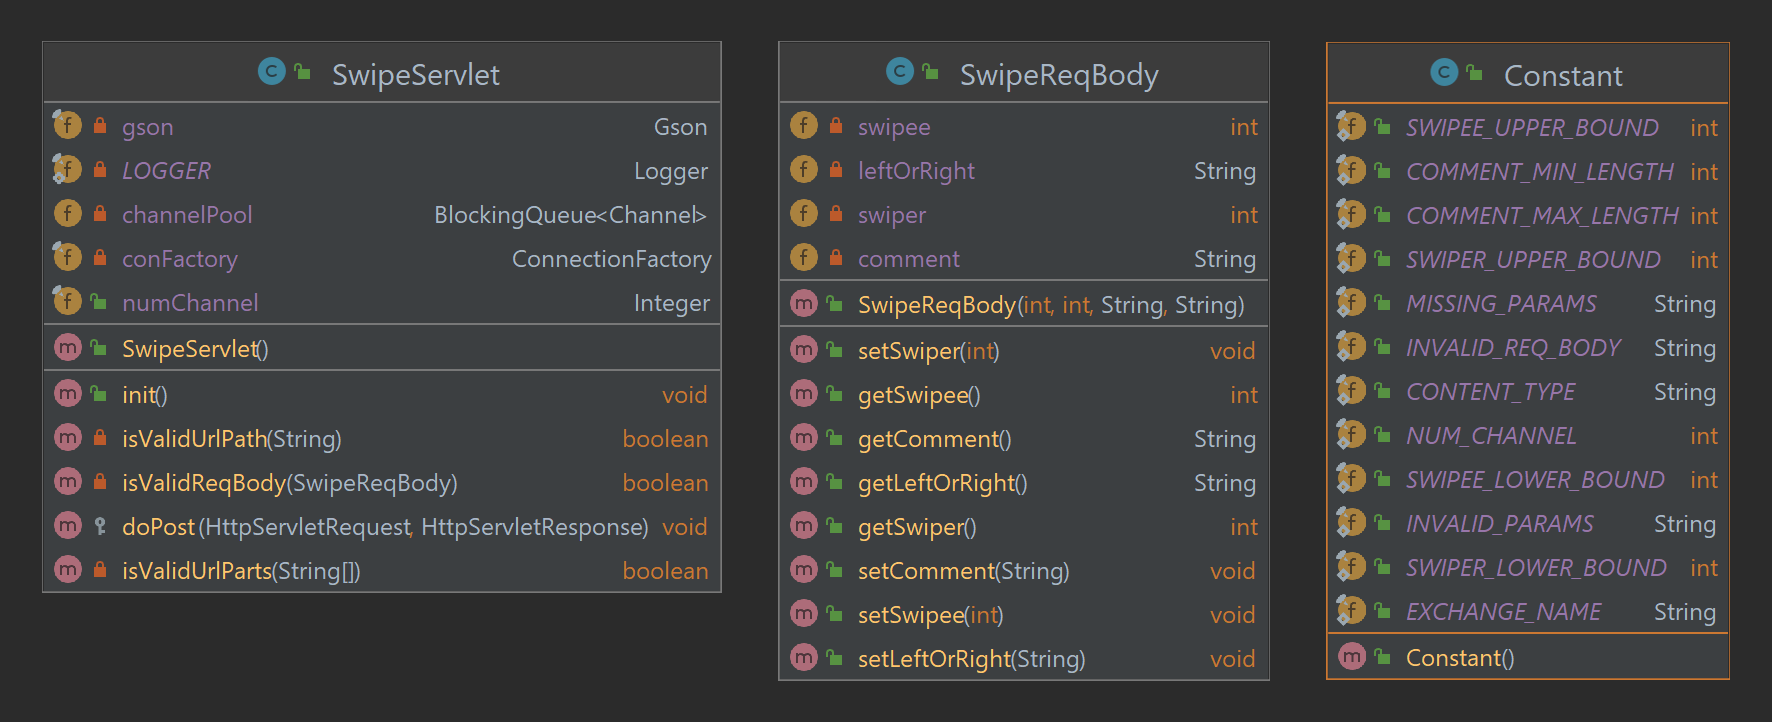 SwipeServlet
gson Gson
LOGGER Logger
channelPool BlockingQueue<Channel>
conFactory ConnectionFactory
numChannel Integer
SwipeServlet()
init() void
isValidUrlPath(String) boolean
isValidReqBody(SwipeReqBody) boolean
doPost(HttpServletRequest, HttpServletResponse) void
isValidUrlParts(String[]) boolean
SwipeReqBody
swipee int
leftOrRight String
swiper int
comment String
SwipeReqBody(int, int, String, String)
setSwiper(int) void
getSwipee() int
getComment() String
getLeftOrRight() String
getSwiper() int
setComment(String) void
setSwipee(int) void
setLeftOrRight(String) void
Constant
SWIPEE_UPPER_BOUND int
COMMENT_MIN_LENGTH int
COMMENT_MAX_LENGTH int
SWIPER_UPPER_BOUND int
MISSING_PARAMS String
INVALID_REQ_BODY String
CONTENT_TYPE String
NUM_CHANNEL int
SWIPEE_LOWER_BOUND int
INVALID_PARAMS String
SWIPER_LOWER_BOUND int
EXCHANGE_NAME String
Constant()